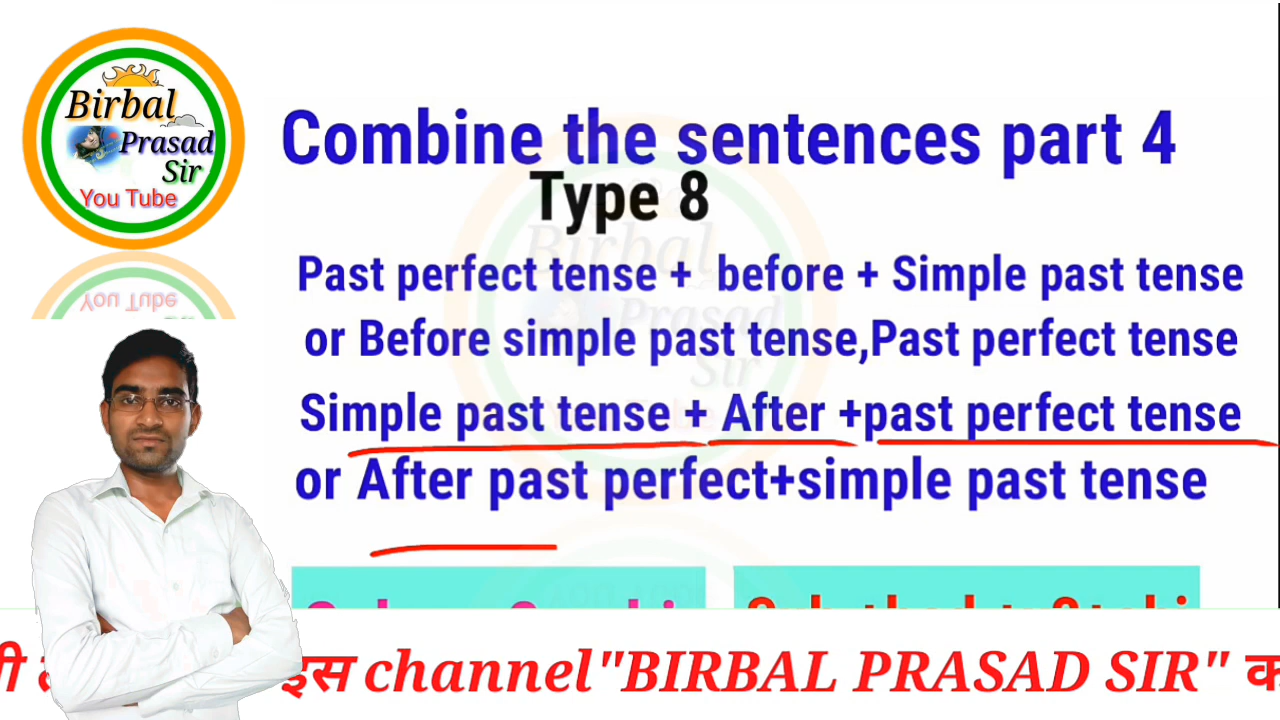 Birbal
Prasad
Sir
You Tube
Combine the sentences part 4
Type 8
Past perfect tense + before + Simple past tense
or Before simple past tense,Past perfect tense
Simple past tense + After +past perfect tense
or After past perfect+simple past tense
इस channel"BIRBAL PRASAD SIR"